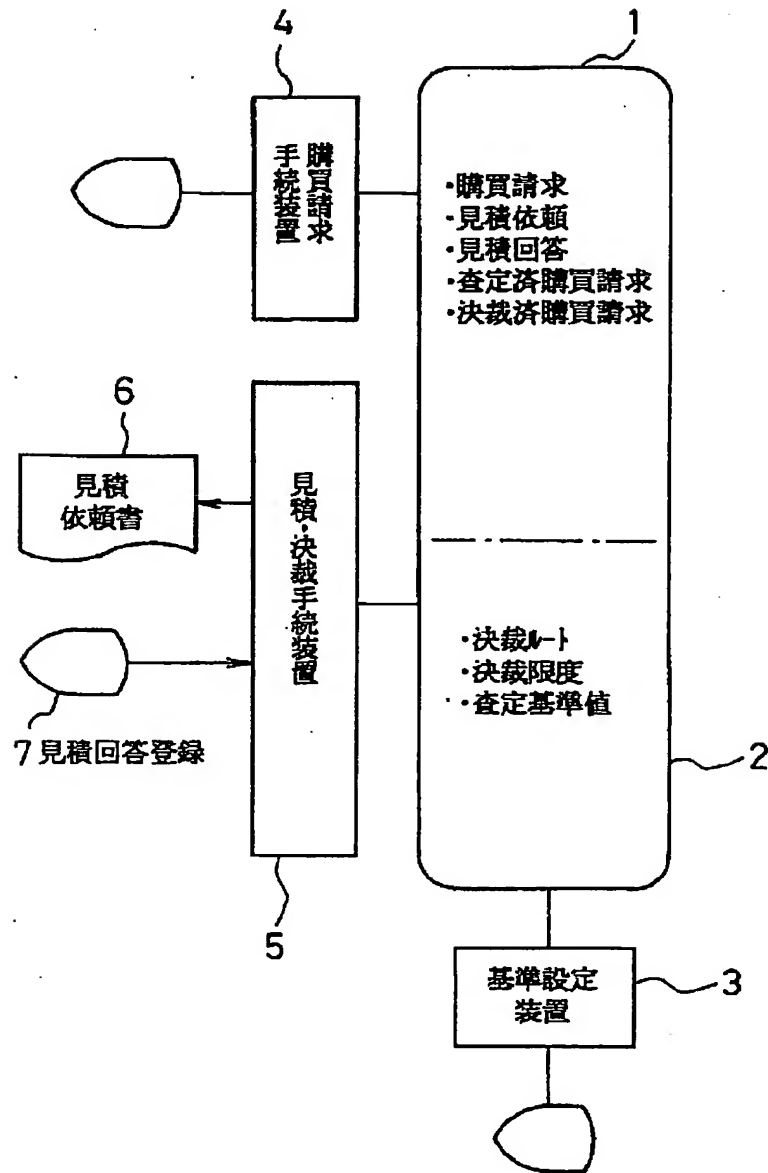 4
1
購買請求
手続装置
・購買請求
・見積依頼
・見積回答
・査定済購買請求
・決裁済購買請求
6
見積
依頼書
見積・決裁手続装置
・決裁ルート
・決裁限度
・査定基準値
7見積回答登録
2
5
基準設定
装置
3